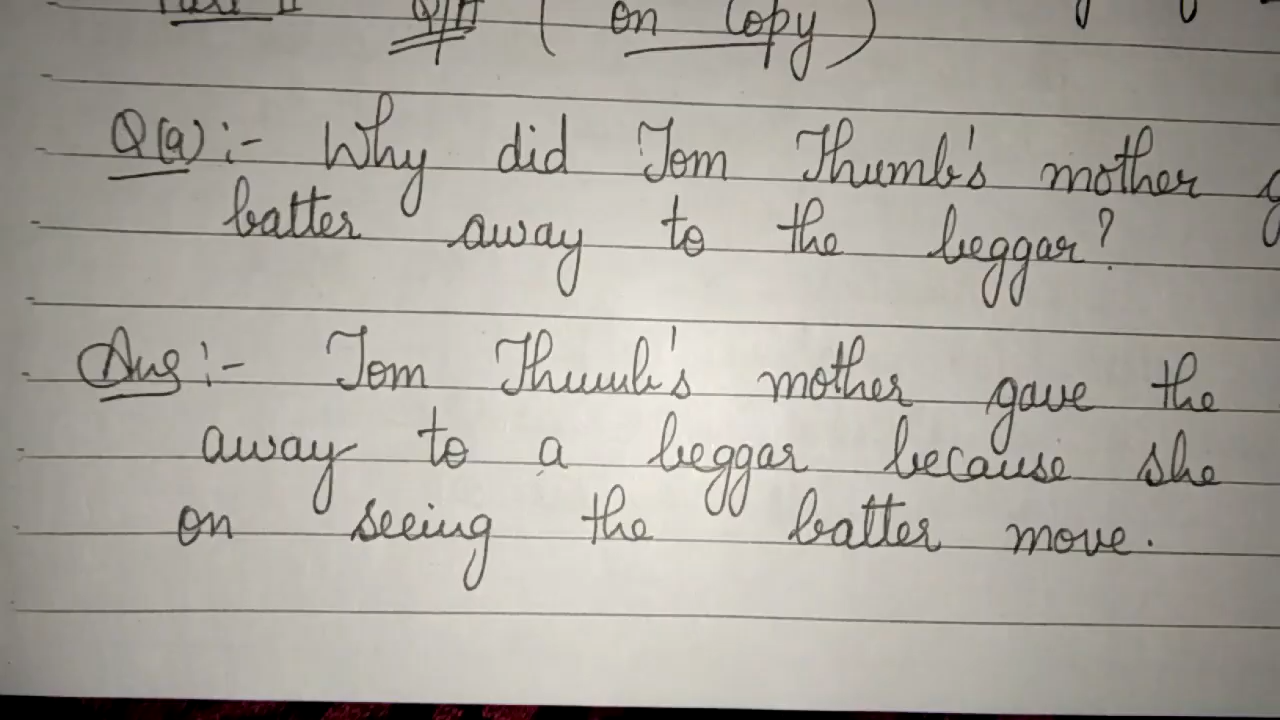 Q/A (on Copy)
Q(a):- Why did Tom Thumb's mother
batter away to the beggar?
Ans:- Tom Thumb's mother gave the
away to a beggar because she
on seeing the batter move.